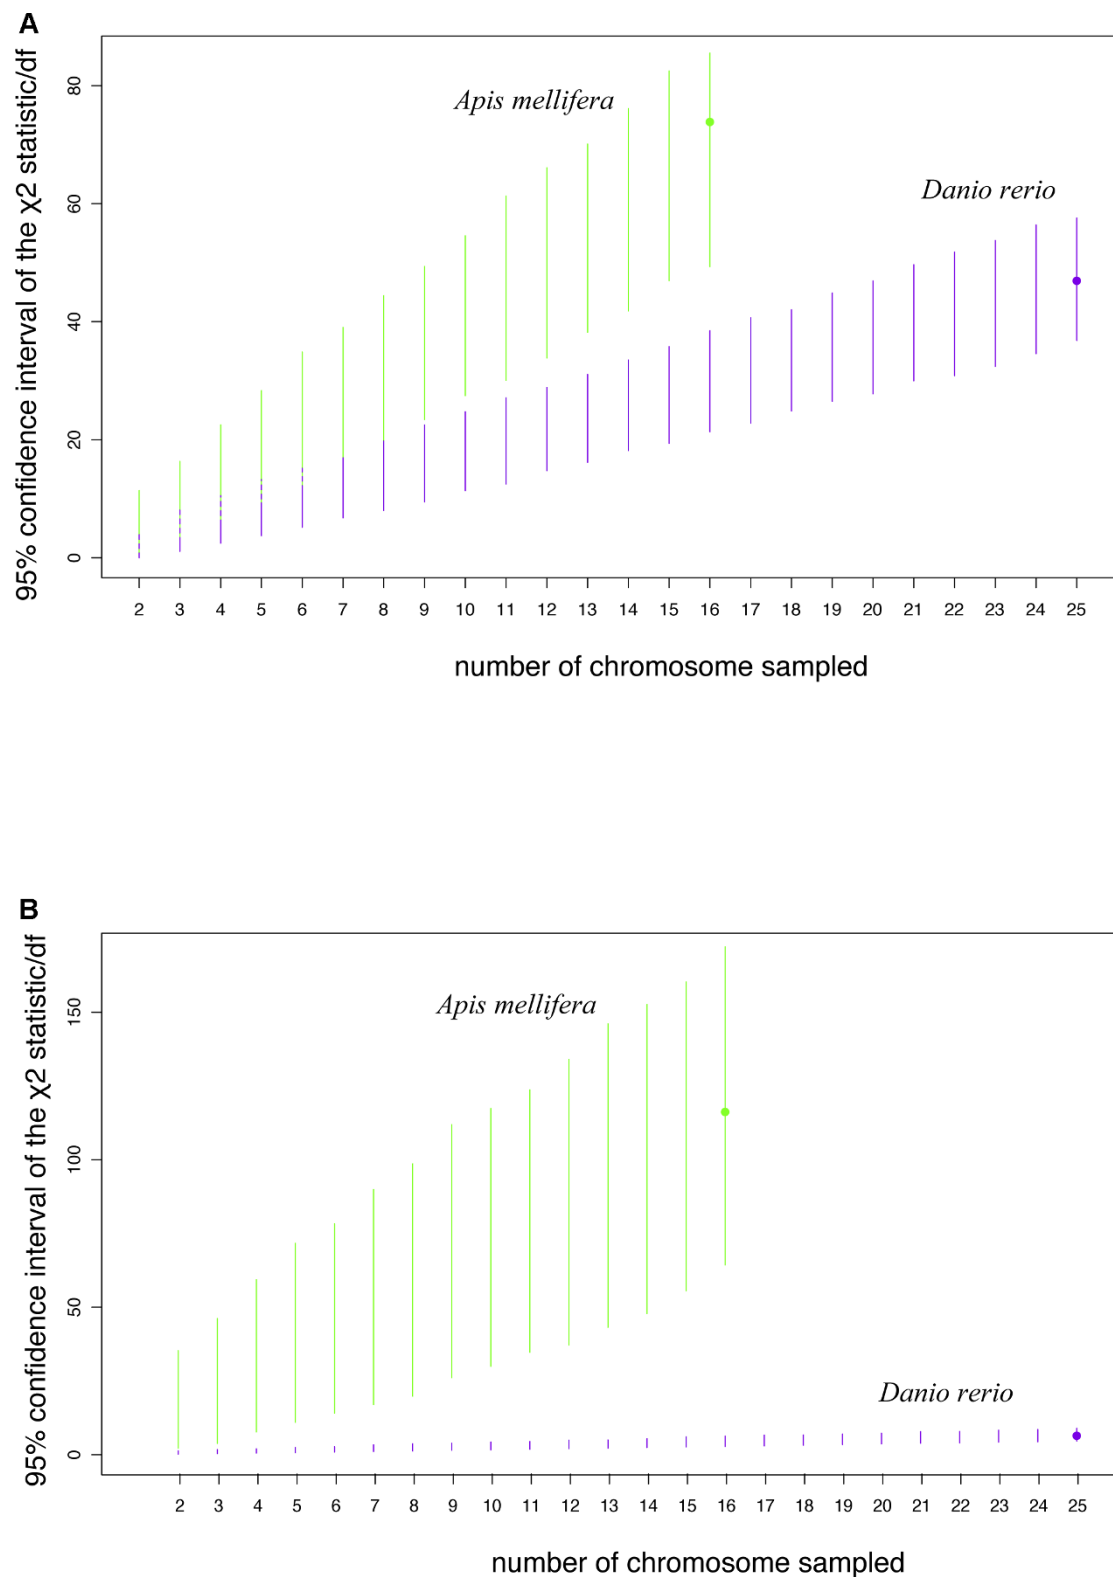 A
95% confidence interval of the χ2 statistic/df
80
60
40
20
0
Apis mellifera
Danio rerio
2 3 4 5 6 7 8 9 10 11 12 13 14 15 16 17 18 19 20 21 22 23 24 25
number of chromosome sampled
B
95% confidence interval of the χ2 statistic/df
150
100
50
0
Apis mellifera
Danio rerio
2 3 4 5 6 7 8 9 10 11 12 13 14 15 16 17 18 19 20 21 22 23 24 25
number of chromosome sampled